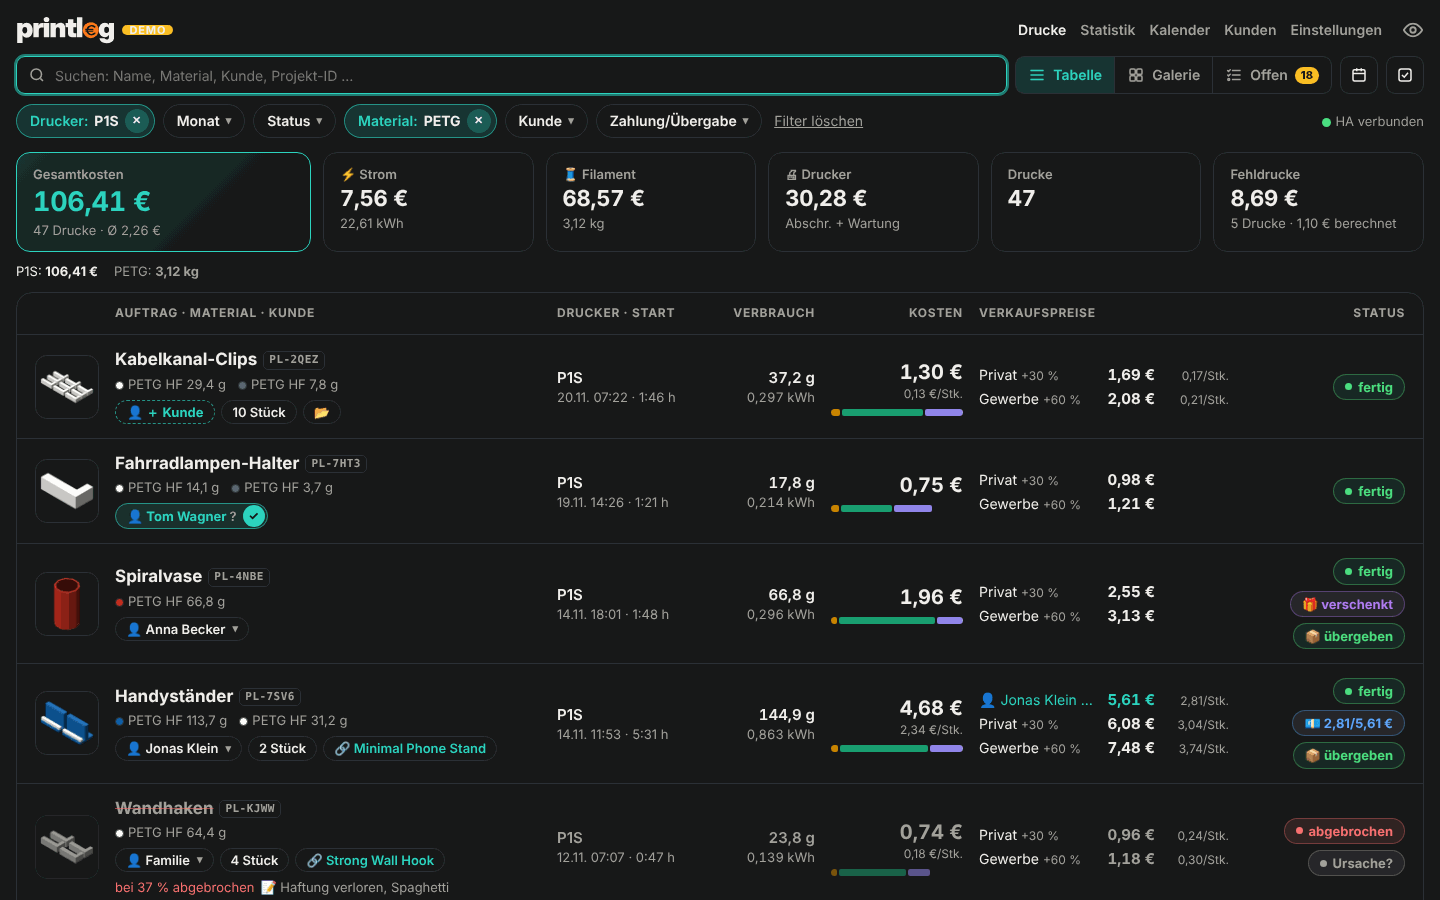 printlog DEMO
Drucke Statistik Kalender Kunden Einstellungen
Suchen: Name, Material, Kunde, Projekt-ID ...
Tabelle Galerie Offen 18
Drucker: P1S × Monat ▾ Status ▾ Material: PETG × Kunde ▾ Zahlung/Übergabe ▾ Filter löschen
HA verbunden
Gesamtkosten
106,41 €
47 Drucke · Ø 2,26 €
⚡ Strom
7,56 €
22,61 kWh
🧵 Filament
68,57 €
3,12 kg
🖨 Drucker
30,28 €
Abschr. + Wartung
Drucke
47
Fehldrucke
8,69 €
5 Drucke · 1,10 € berechnet
P1S: 106,41 € PETG: 3,12 kg
AUFTRAG · MATERIAL · KUNDE DRUCKER · START VERBRAUCH KOSTEN VERKAUFSPREISE STATUS
Kabelkanal-Clips PL-2QEZ
PETG HF 29,4 g PETG HF 7,8 g
👤 + Kunde 10 Stück 📂
P1S
20.11. 07:22 · 1:46 h
37,2 g
0,297 kWh
1,30 €
0,13 €/Stk.
Privat +30 % 1,69 € 0,17/Stk.
Gewerbe +60 % 2,08 € 0,21/Stk.
fertig
Fahrradlampen-Halter PL-7HT3
PETG HF 14,1 g PETG HF 3,7 g
👤 Tom Wagner ? ✓
P1S
19.11. 14:26 · 1:21 h
17,8 g
0,214 kWh
0,75 €
Privat +30 % 0,98 €
Gewerbe +60 % 1,21 €
fertig
Spiralvase PL-4NBE
PETG HF 66,8 g
👤 Anna Becker ▾
P1S
14.11. 18:01 · 1:48 h
66,8 g
0,296 kWh
1,96 €
Privat +30 % 2,55 €
Gewerbe +60 % 3,13 €
fertig
🎁 verschenkt
📦 übergeben
Handyständer PL-7SV6
PETG HF 113,7 g PETG HF 31,2 g
👤 Jonas Klein ▾ 2 Stück 🔗 Minimal Phone Stand
P1S
14.11. 11:53 · 5:31 h
144,9 g
0,863 kWh
4,68 €
2,34 €/Stk.
👤 Jonas Klein ... 5,61 € 2,81/Stk.
Privat +30 % 6,08 € 3,04/Stk.
Gewerbe +60 % 7,48 € 3,74/Stk.
fertig
💶 2,81/5,61 €
📦 übergeben
Wandhaken PL-KJWW
PETG HF 64,4 g
👤 Familie ▾ 4 Stück 🔗 Strong Wall Hook
bei 37 % abgebrochen 📝 Haftung verloren, Spaghetti
P1S
12.11. 07:07 · 0:47 h
23,8 g
0,139 kWh
0,74 €
0,18 €/Stk.
Privat +30 % 0,96 € 0,24/Stk.
Gewerbe +60 % 1,18 € 0,30/Stk.
abgebrochen
Ursache?